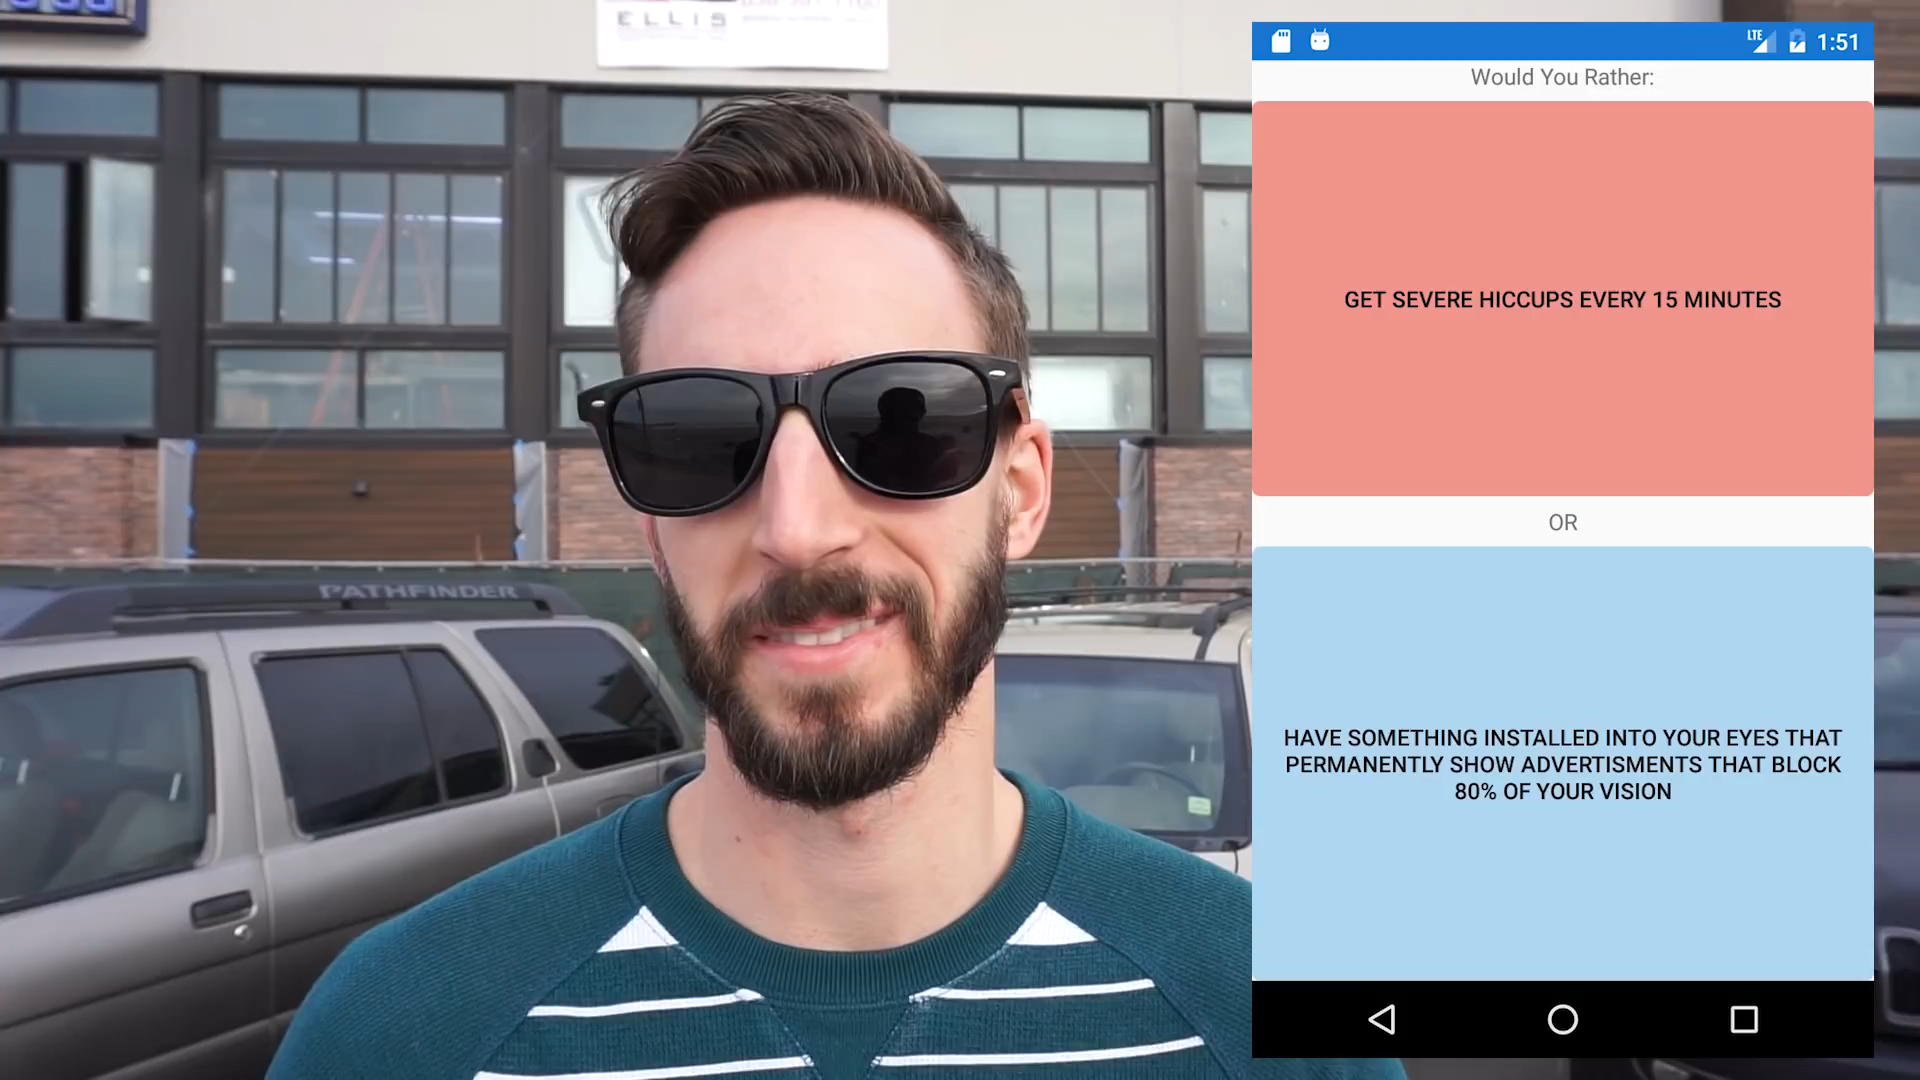 ELLIS
PATHFINDER
LTE
1:51
Would You Rather:
GET SEVERE HICCUPS EVERY 15 MINUTES
OR
HAVE SOMETHING INSTALLED INTO YOUR EYES THAT
PERMANENTLY SHOW ADVERTISMENTS THAT BLOCK
80% OF YOUR VISION